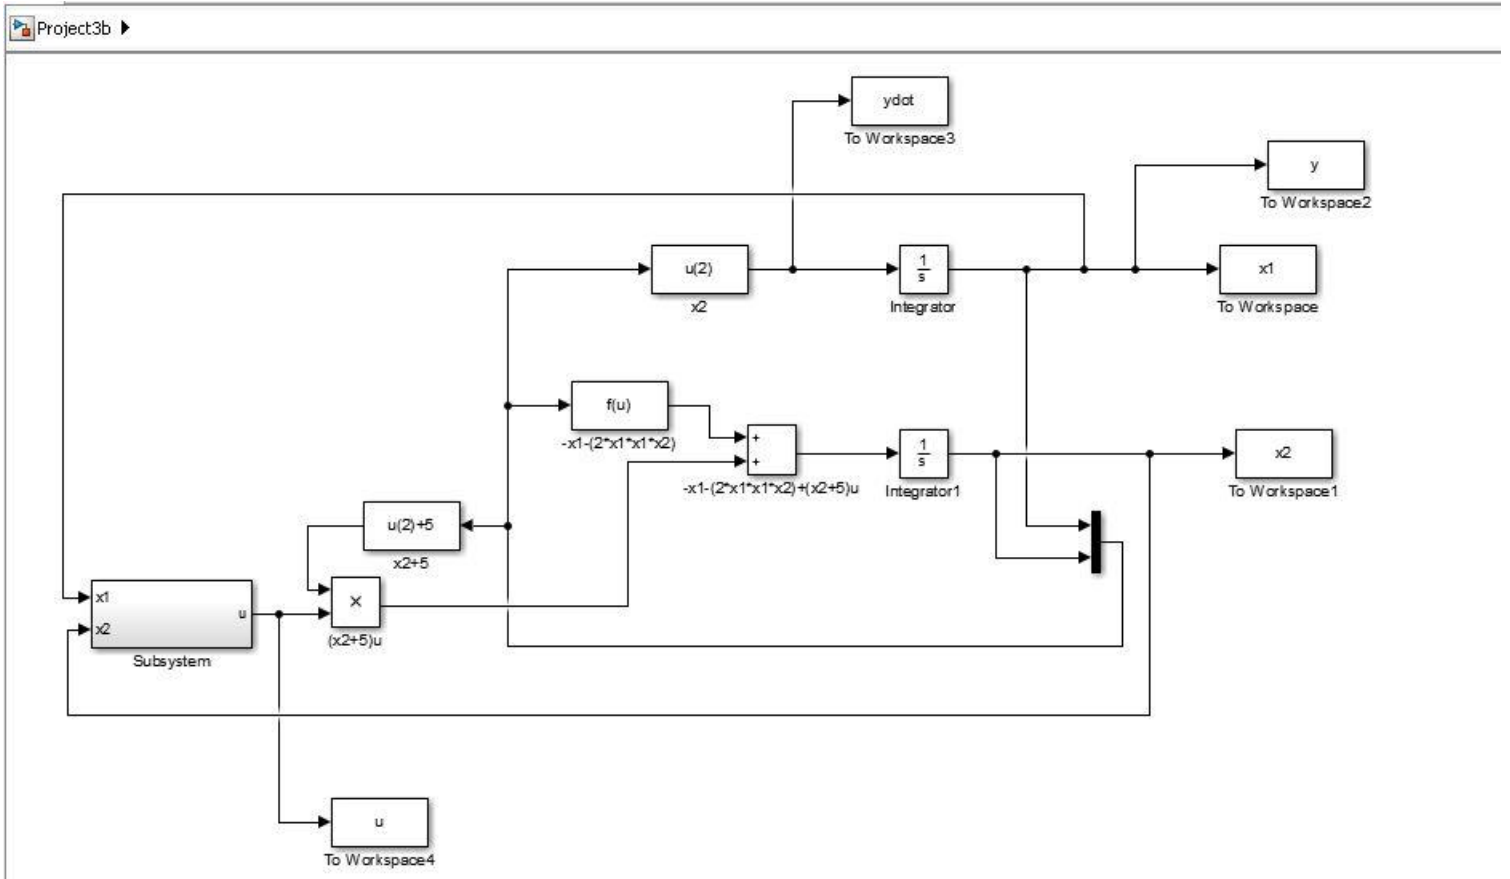 Project3b
ydot
To Workspace3
y
To Workspace2
u(2)
x2
1
s
Integrator
x1
To Workspace
f(u)
-x1-(2*x1*x1*x2)
+
+
-x1-(2*x1*x1*x2)+(x2+5)u
1
s
Integrator1
x2
To Workspace1
u(2)+5
x2+5
x1
x2
u
Subsystem
×
(x2+5)u
u
To Workspace4